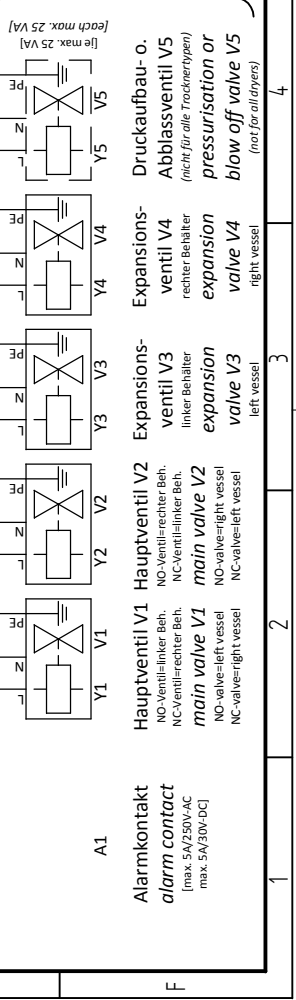 [je max. 25 VA]
[each max. 25 VA]
L N PE
L N PE
L N PE
L N PE
L N PE
A1
Y1 V1
Y2 V2
Y3 V3
Y4 V4
Y5 V5
Alarmkontakt
alarm contact
[max. 5A/250V-AC
max. 5A/30V-DC]
Hauptventil V1
NO-Ventil=linker Beh.
NC-Ventil=rechter Beh.
main valve V1
NO-valve=left vessel
NC-valve=right vessel
Hauptventil V2
NO-Ventil=rechter Beh.
NC-Ventil=linker Beh.
main valve V2
NO-valve=right vessel
NC-valve=left vessel
Expansions-
ventil V3
linker Behälter
expansion
valve V3
left vessel
Expansions-
ventil V4
rechter Behälter
expansion
valve V4
right vessel
Druckaufbau- o.
Abblassventil V5
(nicht für alle Trocknertypen)
pressurisation or
blow off valve V5
(not for all dryers)
F
1
2
3
4